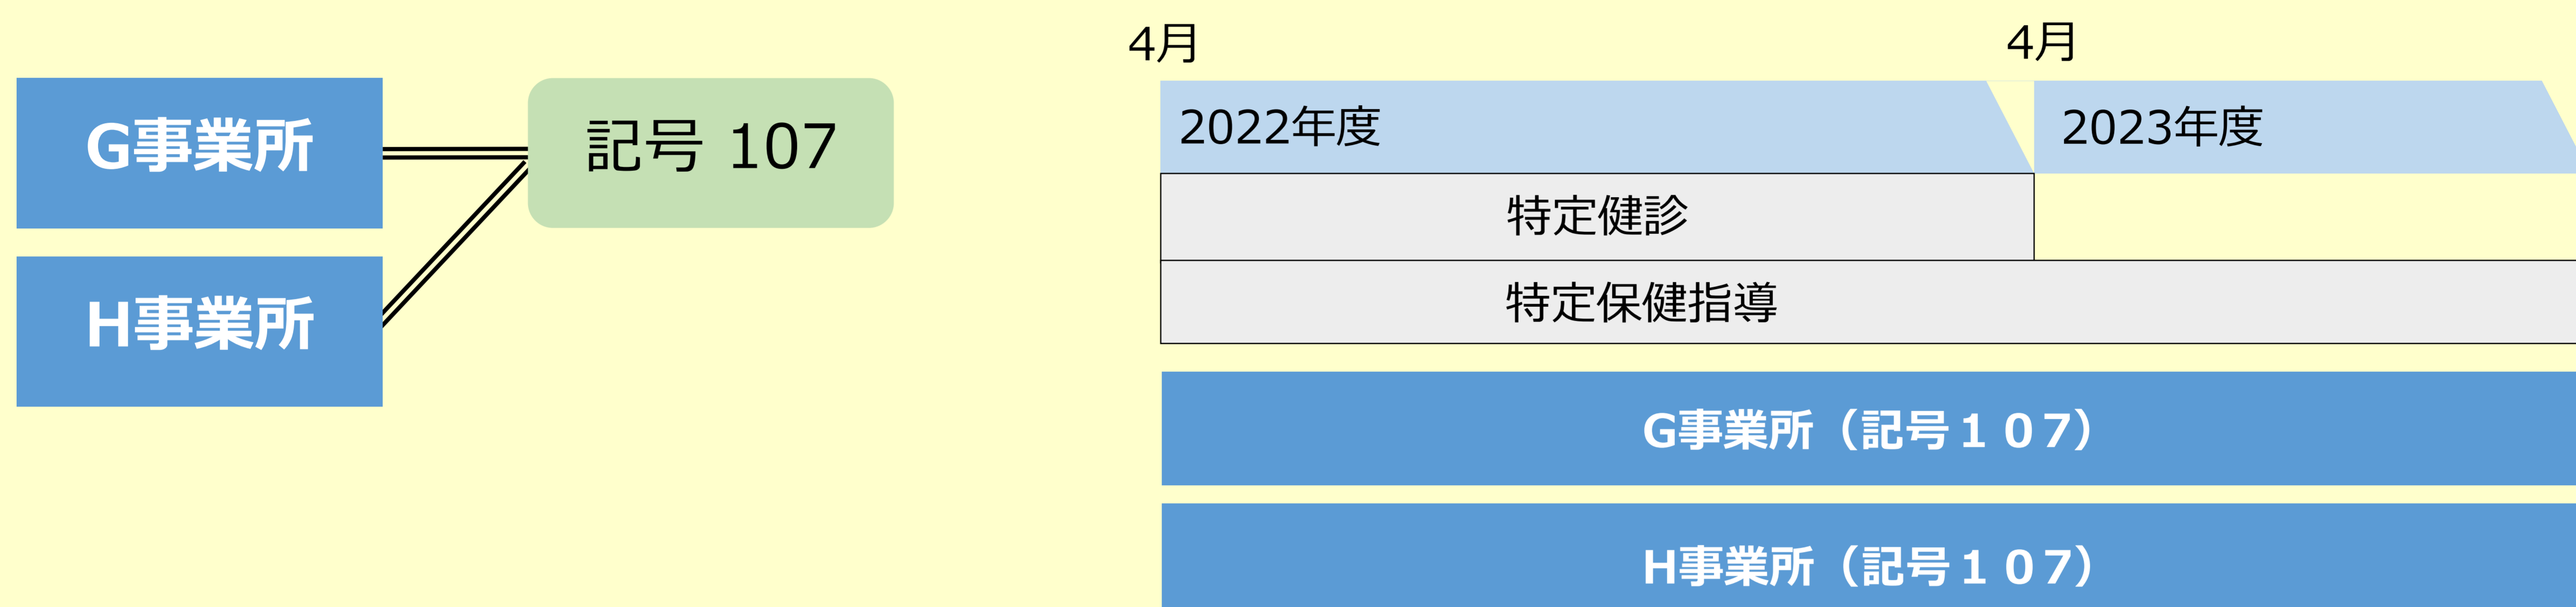 G事業所
H事業所
記号 107
4月
4月
2022年度
2023年度
特定健診
特定保健指導
G事業所（記号１０７）
H事業所（記号１０７）